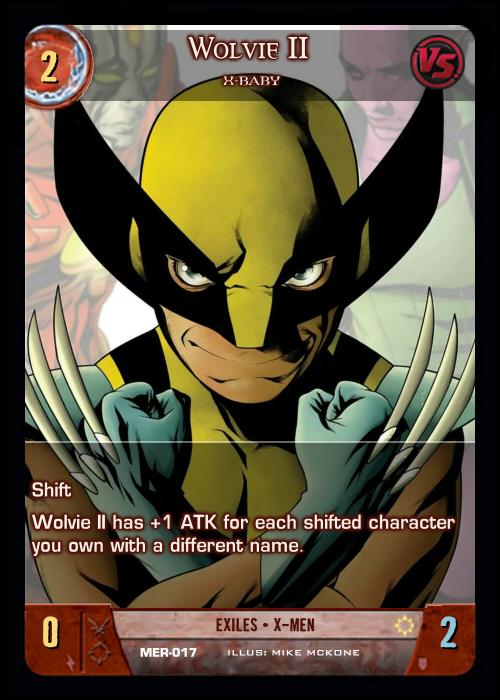 2
WOLVIE II
VS.
X-BABY
Shift
Wolvie II has +1 ATK for each shifted character
you own with a different name.
EXILES • X-MEN
0
2
MER-017 ILLUS: MIKE MCKONE